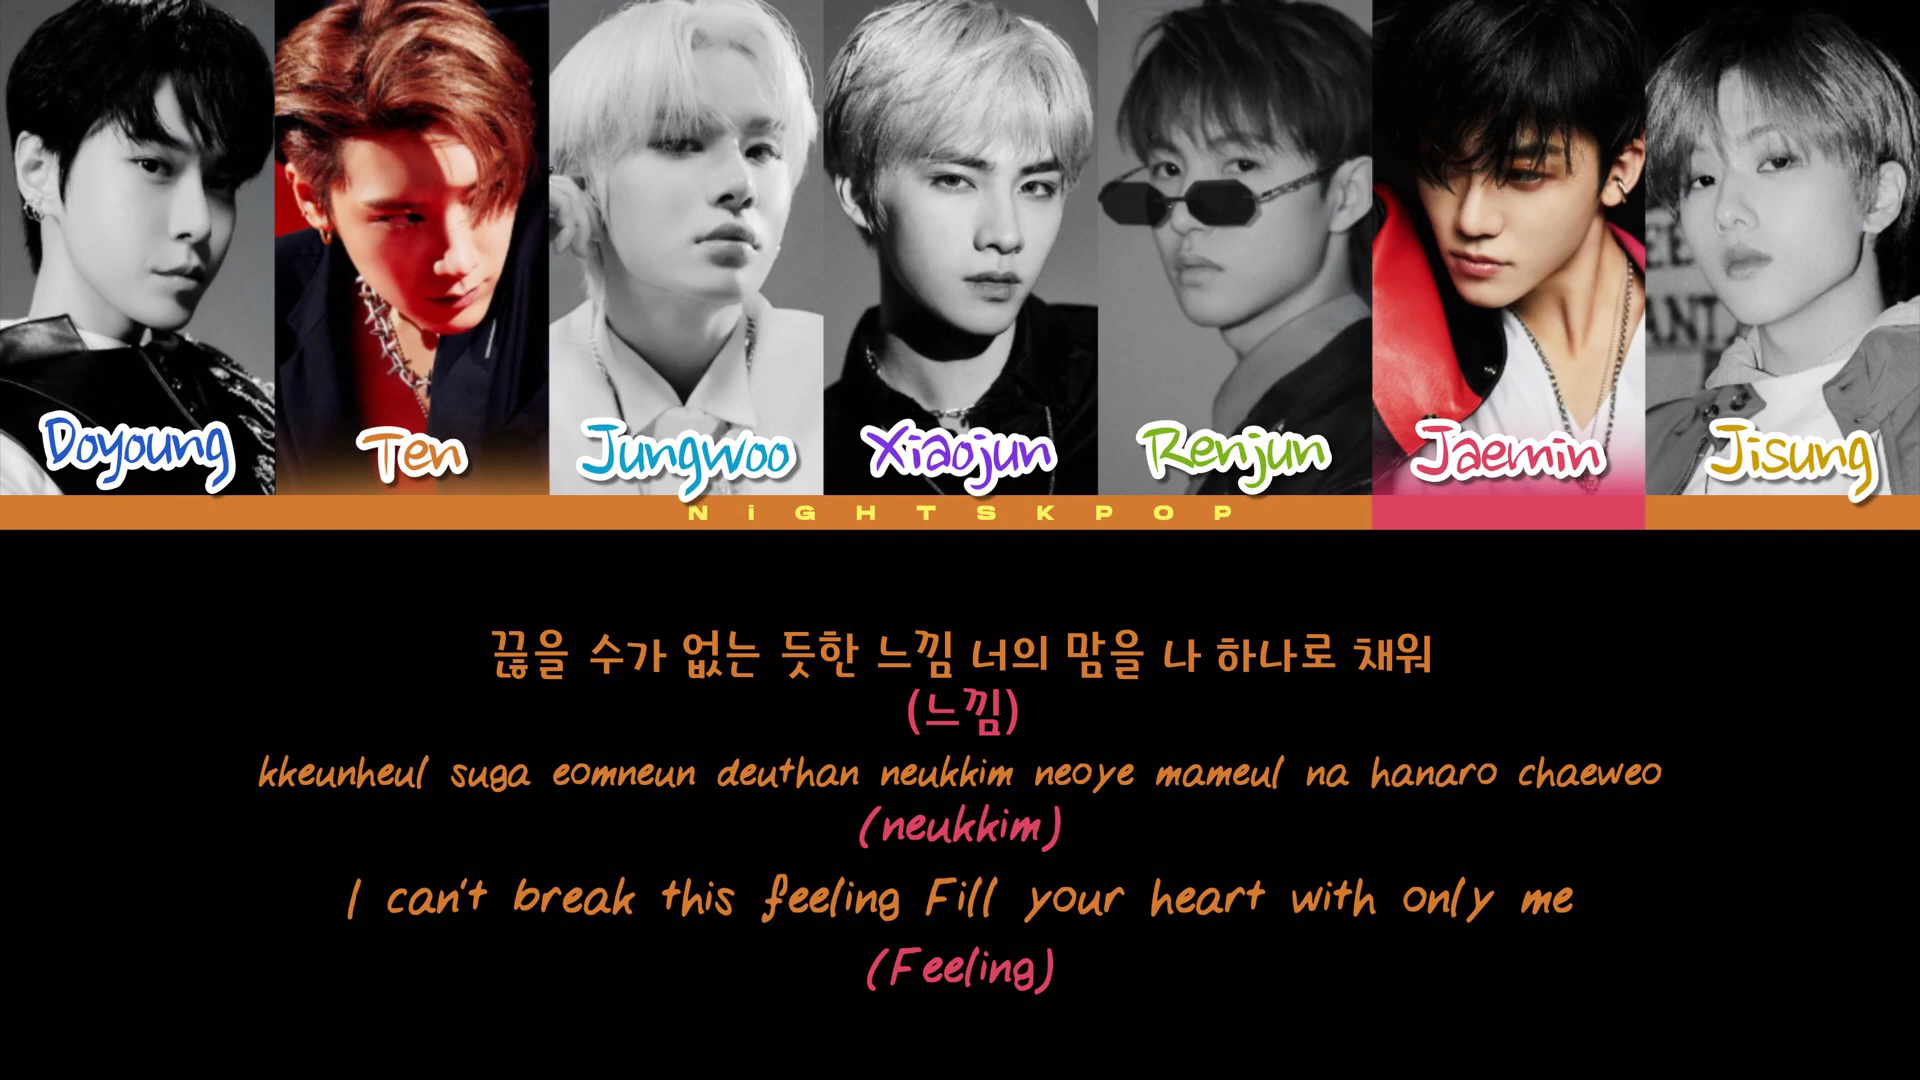 Doyoung Ten Jungwoo Xiaojun Renjun Jaemin Jisung
NiGHTSKPOP
끊을 수가 없는 듯한 느낌 너의 맘을 나 하나로 채워
(느낌)
kkeunheul suga eomneun deuthan neukkim neoye mameul na hanaro chaeweo
(neukkim)
I can't break this feeling Fill your heart with only me
(Feeling)